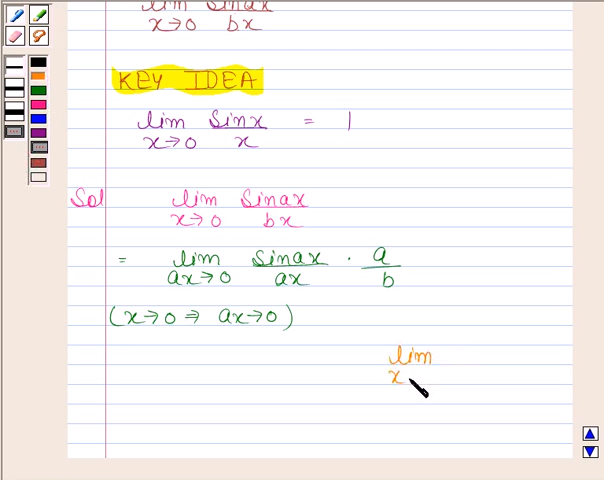 lim sinax
x→0 bx
KEY IDEA
lim sinx = 1
x→0 x
Sol lim sinax
x→0 bx
= lim sinax · a
ax→0 ax b
(x→0 ⇒ ax→0)
lim
x